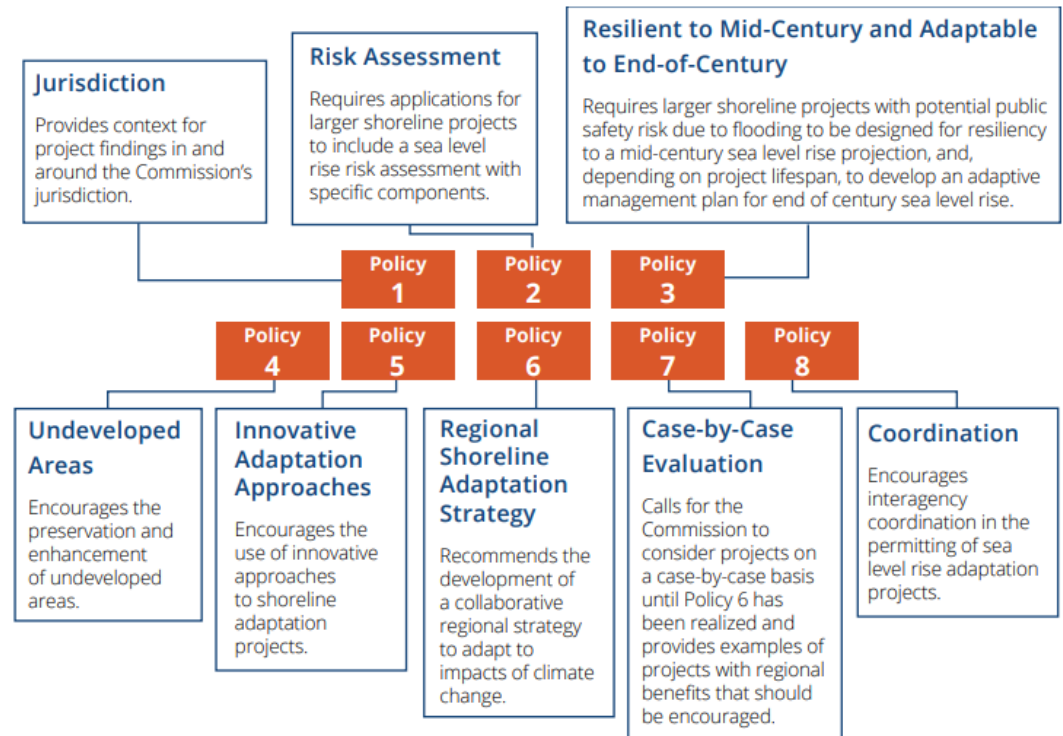 Jurisdiction
Provides context for
project findings in and
around the Commission's
jurisdiction.
Risk Assessment
Requires applications for
larger shoreline projects
to include a sea level
rise risk assessment with
specific components.
Resilient to Mid-Century and Adaptable
to End-of-Century
Requires larger shoreline projects with potential public
safety risk due to flooding to be designed for resiliency
to a mid-century sea level rise projection, and,
depending on project lifespan, to develop an adaptive
management plan for end of century sea level rise.
Policy
1
Policy
2
Policy
3
Policy
4
Policy
5
Policy
6
Policy
7
Policy
8
Undeveloped
Areas
Encourages the
preservation and
enhancement
of undeveloped
areas.
Innovative
Adaptation
Approaches
Encourages the
use of innovative
approaches
to shoreline
adaptation
projects.
Regional
Shoreline
Adaptation
Strategy
Recommends the
development of
a collaborative
regional strategy
to adapt to
impacts of climate
change.
Case-by-Case
Evaluation
Calls for the
Commission to
consider projects on
a case-by-case basis
until Policy 6 has
been realized and
provides examples of
projects with regional
benefits that should
be encouraged.
Coordination
Encourages
interagency
coordination in the
permitting of sea
level rise adaptation
projects.